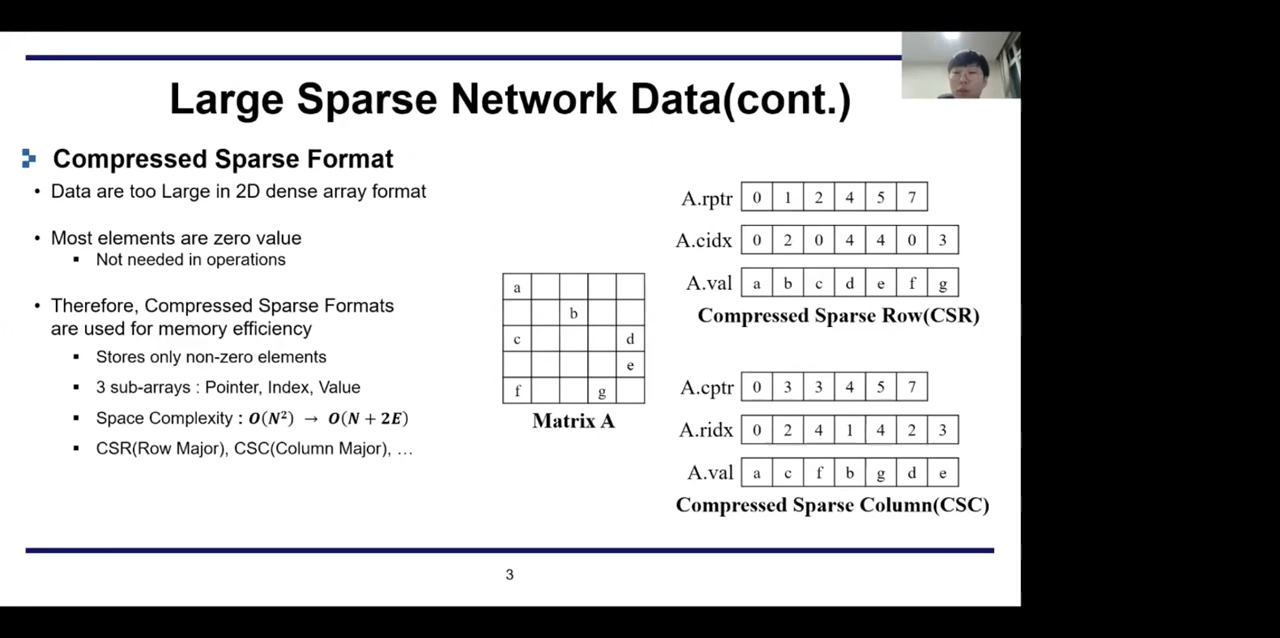 Large Sparse Network Data(cont.)
Compressed Sparse Format
• Data are too Large in 2D dense array format
• Most elements are zero value
▪ Not needed in operations
• Therefore, Compressed Sparse Formats
are used for memory efficiency
▪ Stores only non-zero elements
▪ 3 sub-arrays : Pointer, Index, Value
▪ Space Complexity : O(N²) → O(N + 2E)
▪ CSR(Row Major), CSC(Column Major), …
a
b
c d
e
f g
Matrix A
A.rptr 0 1 2 4 5 7
A.cidx 0 2 0 4 4 0 3
A.val a b c d e f g
Compressed Sparse Row(CSR)
A.cptr 0 3 3 4 5 7
A.ridx 0 2 4 1 4 2 3
A.val a c f b g d e
Compressed Sparse Column(CSC)
3